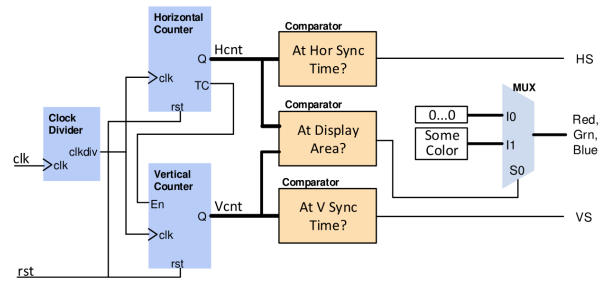 Horizontal
Counter
Q
clk
TC
rst
Hcnt
Comparator
At Hor Sync
Time?
HS
Clock
Divider
clkdiv
clk
clk
Comparator
At Display
Area?
MUX
0...0
I0
Some
Color
I1
S0
Red,
Grn,
Blue
Vertical
Counter
En
Q
clk
rst
Vcnt
Comparator
At V Sync
Time?
VS
rst